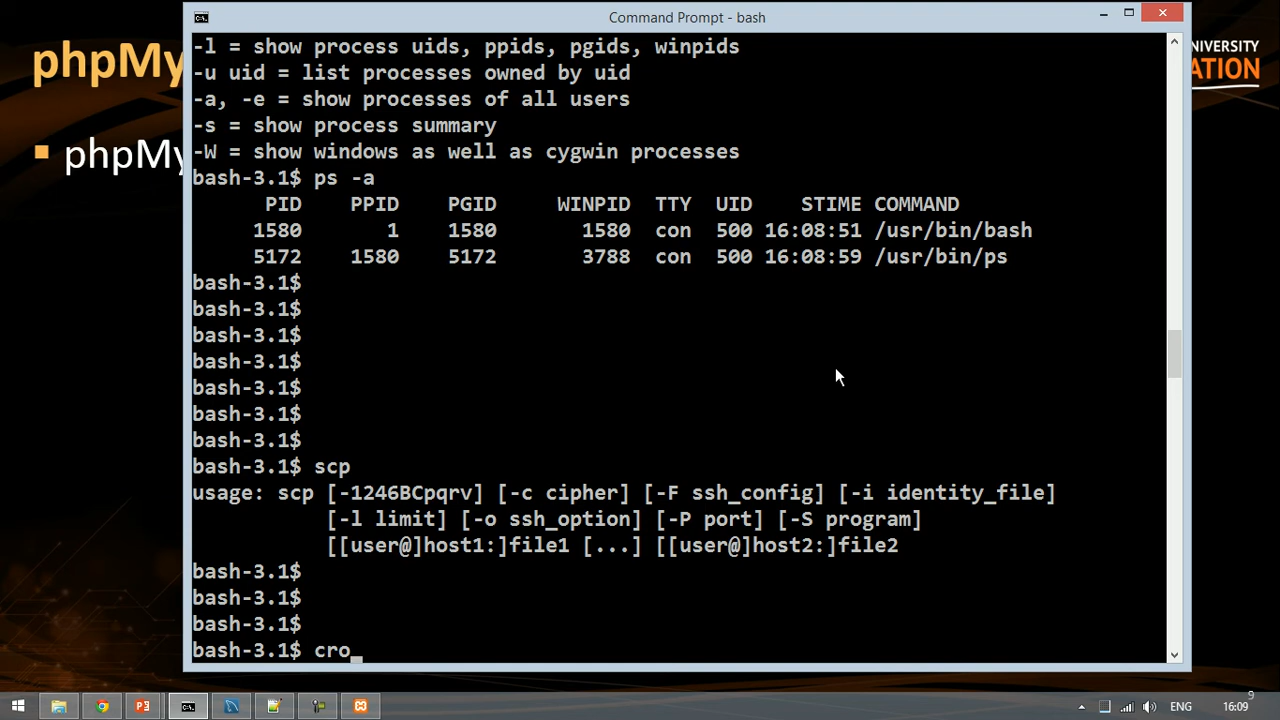 Command Prompt - bash
phpMy
NIVERSITY
ATION
phpMy
-l = show process uids, ppids, pgids, winpids
-u uid = list processes owned by uid
-a, -e = show processes of all users
-s = show process summary
-W = show windows as well as cygwin processes
bash-3.1$ ps -a
PID PPID PGID WINPID TTY UID STIME COMMAND
1580 1 1580 1580 con 500 16:08:51 /usr/bin/bash
5172 1580 5172 3788 con 500 16:08:59 /usr/bin/ps
bash-3.1$
bash-3.1$
bash-3.1$
bash-3.1$
bash-3.1$
bash-3.1$
bash-3.1$
bash-3.1$ scp
usage: scp [-1246BCpqrv] [-c cipher] [-F ssh_config] [-i identity_file]
[-l limit] [-o ssh_option] [-P port] [-S program]
[[user@]host1:]file1 [...] [[user@]host2:]file2
bash-3.1$
bash-3.1$
bash-3.1$
bash-3.1$ cro_
9
ENG
16:09